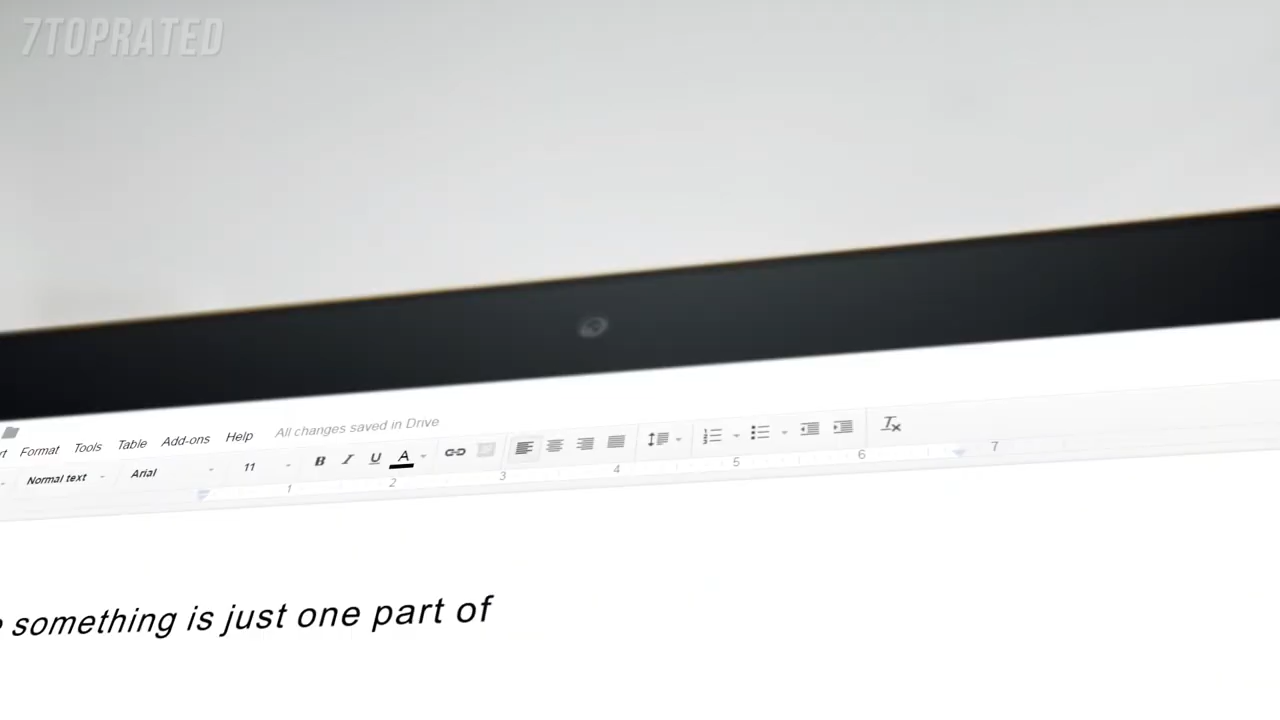 7TOPRATED
Format Tools Table Add-ons Help All changes saved in Drive
Normal text Arial 11 B I U A
1 2 3 4 5 6 7
something is just one part of